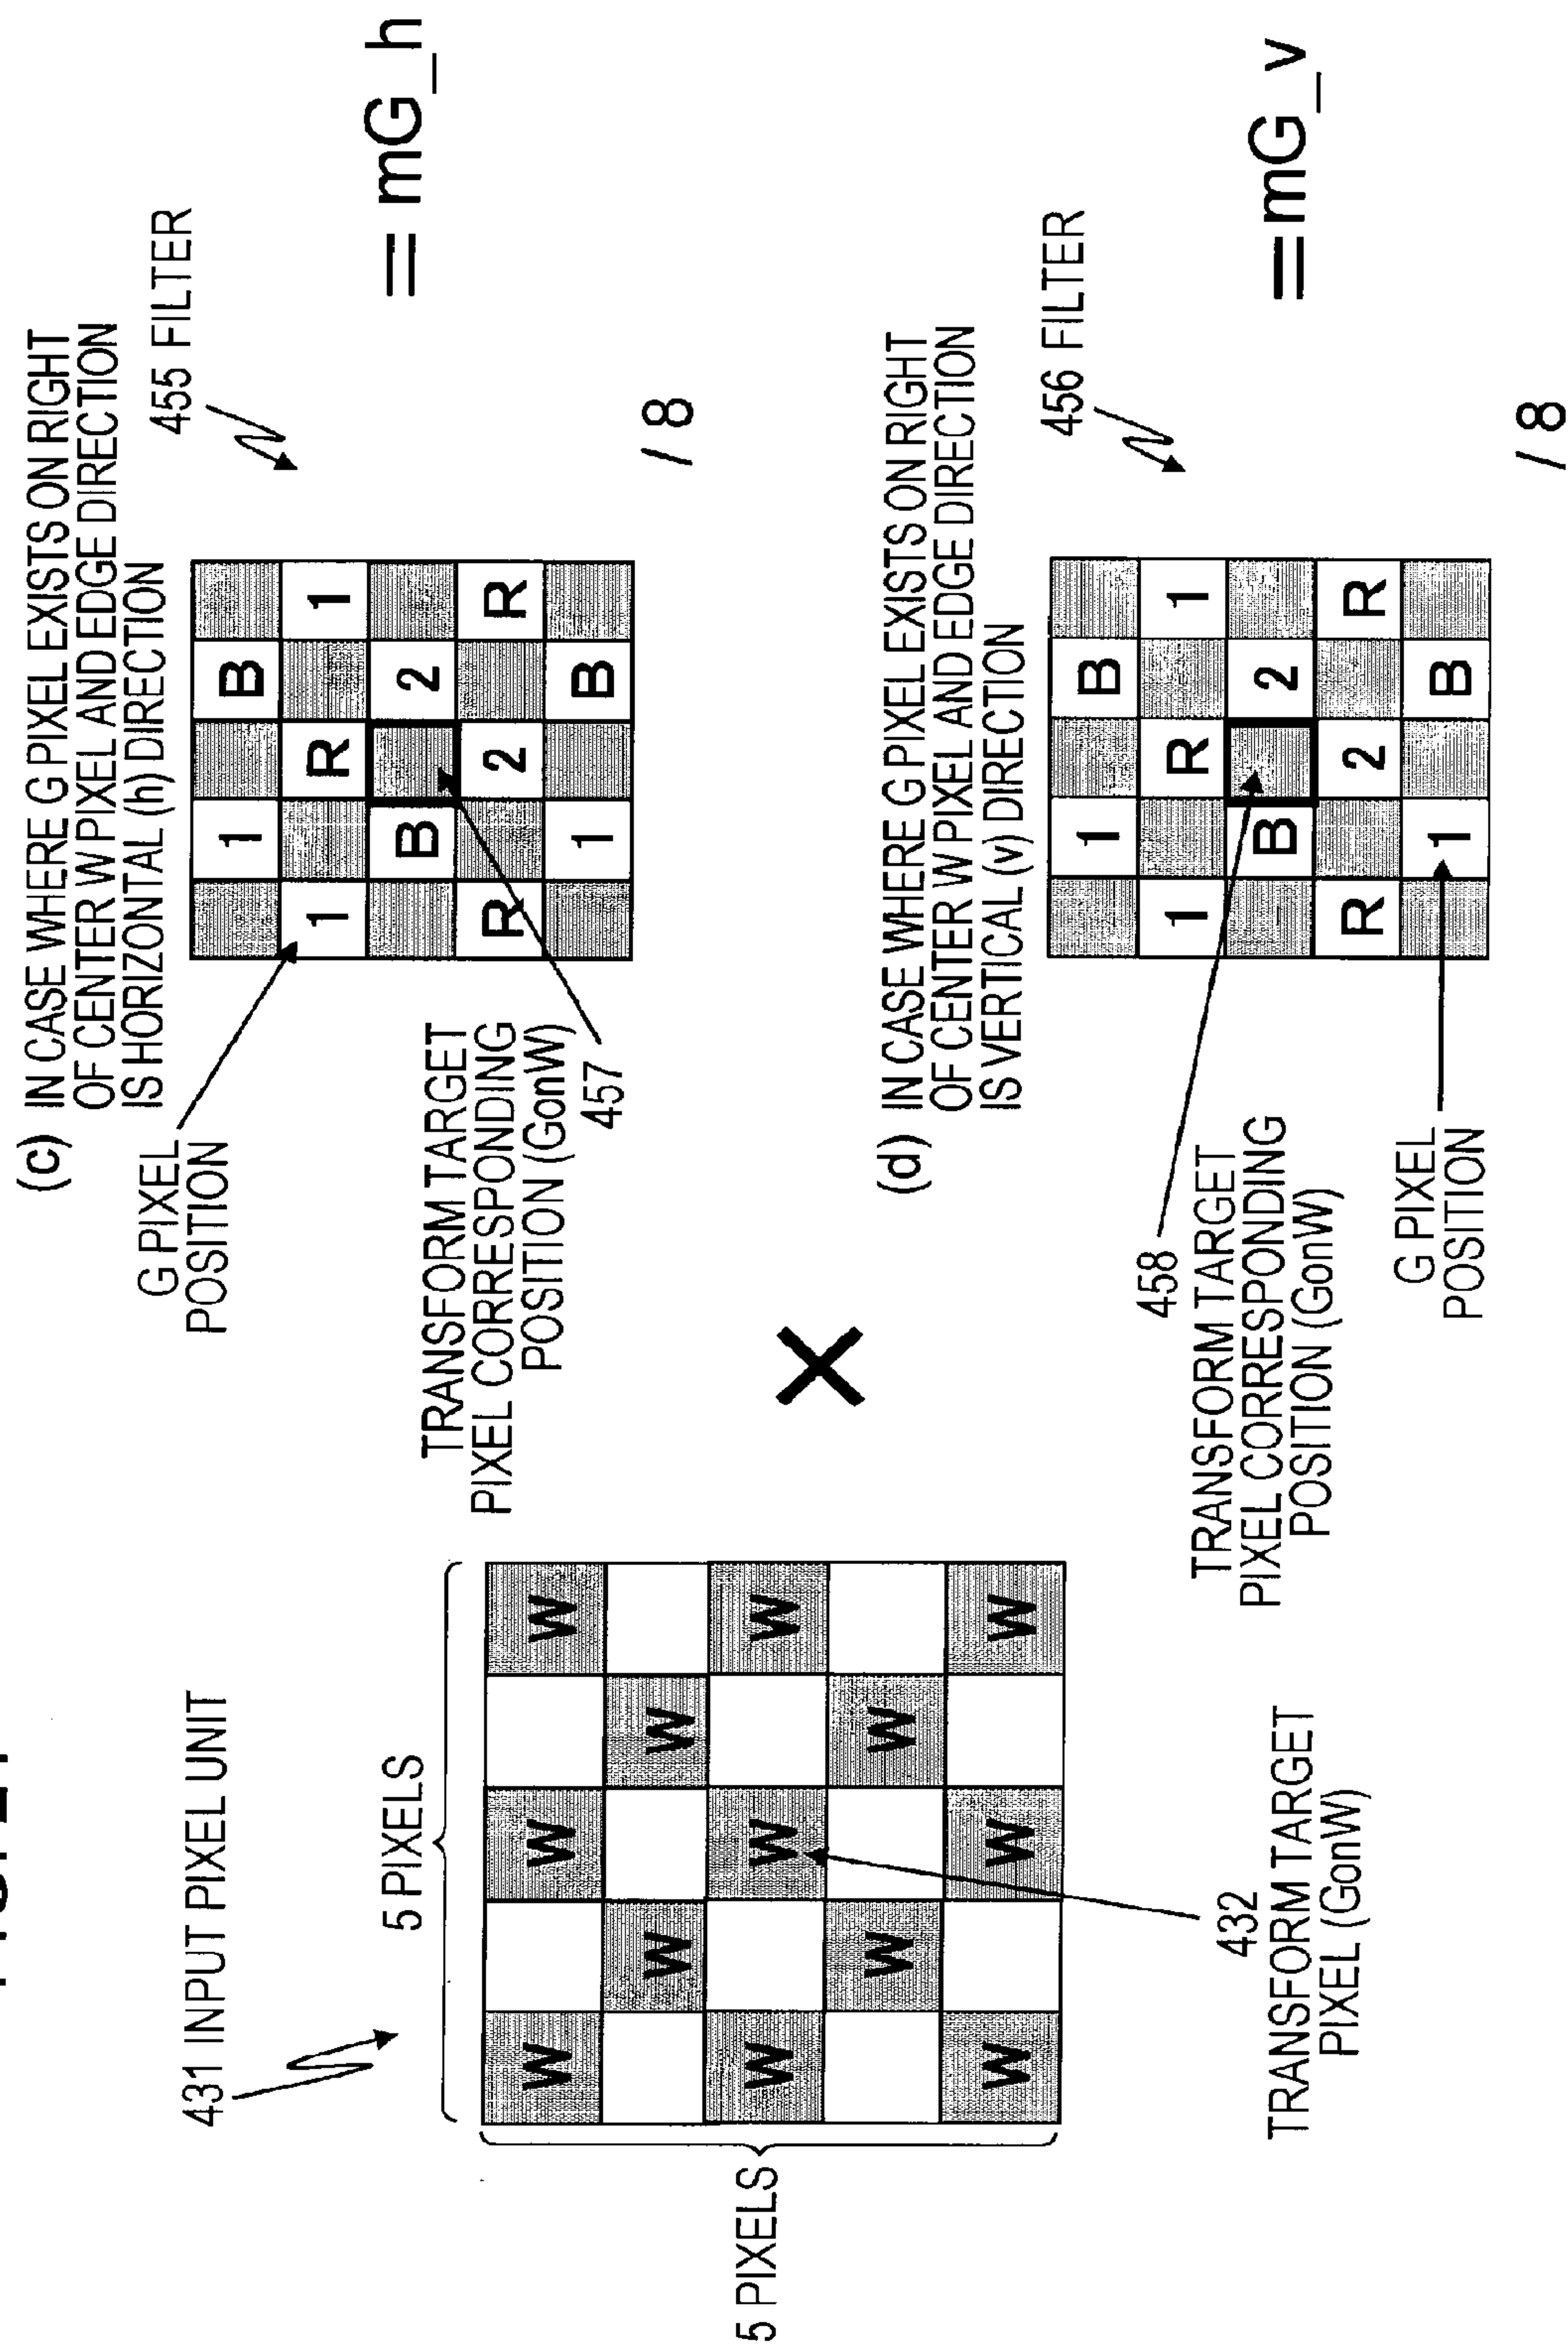 431 INPUT PIXEL UNIT
5 PIXELS
5 PIXELS
W W W
W W
W W W
W W
W W W
432
TRANSFORM TARGET
PIXEL (GonW)
×
(c) IN CASE WHERE G PIXEL EXISTS ON RIGHT
OF CENTER W PIXEL AND EDGE DIRECTION
IS HORIZONTAL (h) DIRECTION
455 FILTER
G PIXEL
POSITION
1 B
1 R 1
B 2
R 2 R
1 B
/ 8
= mG_h
TRANSFORM TARGET
PIXEL CORRESPONDING
POSITION (GonW)
457
(d) IN CASE WHERE G PIXEL EXISTS ON RIGHT
OF CENTER W PIXEL AND EDGE DIRECTION
IS VERTICAL (v) DIRECTION
456 FILTER
1 B
1 R 1
B 2
R 2 R
1 B
/ 8
=mG_v
458
TRANSFORM TARGET
PIXEL CORRESPONDING
POSITION (GonW)
G PIXEL
POSITION